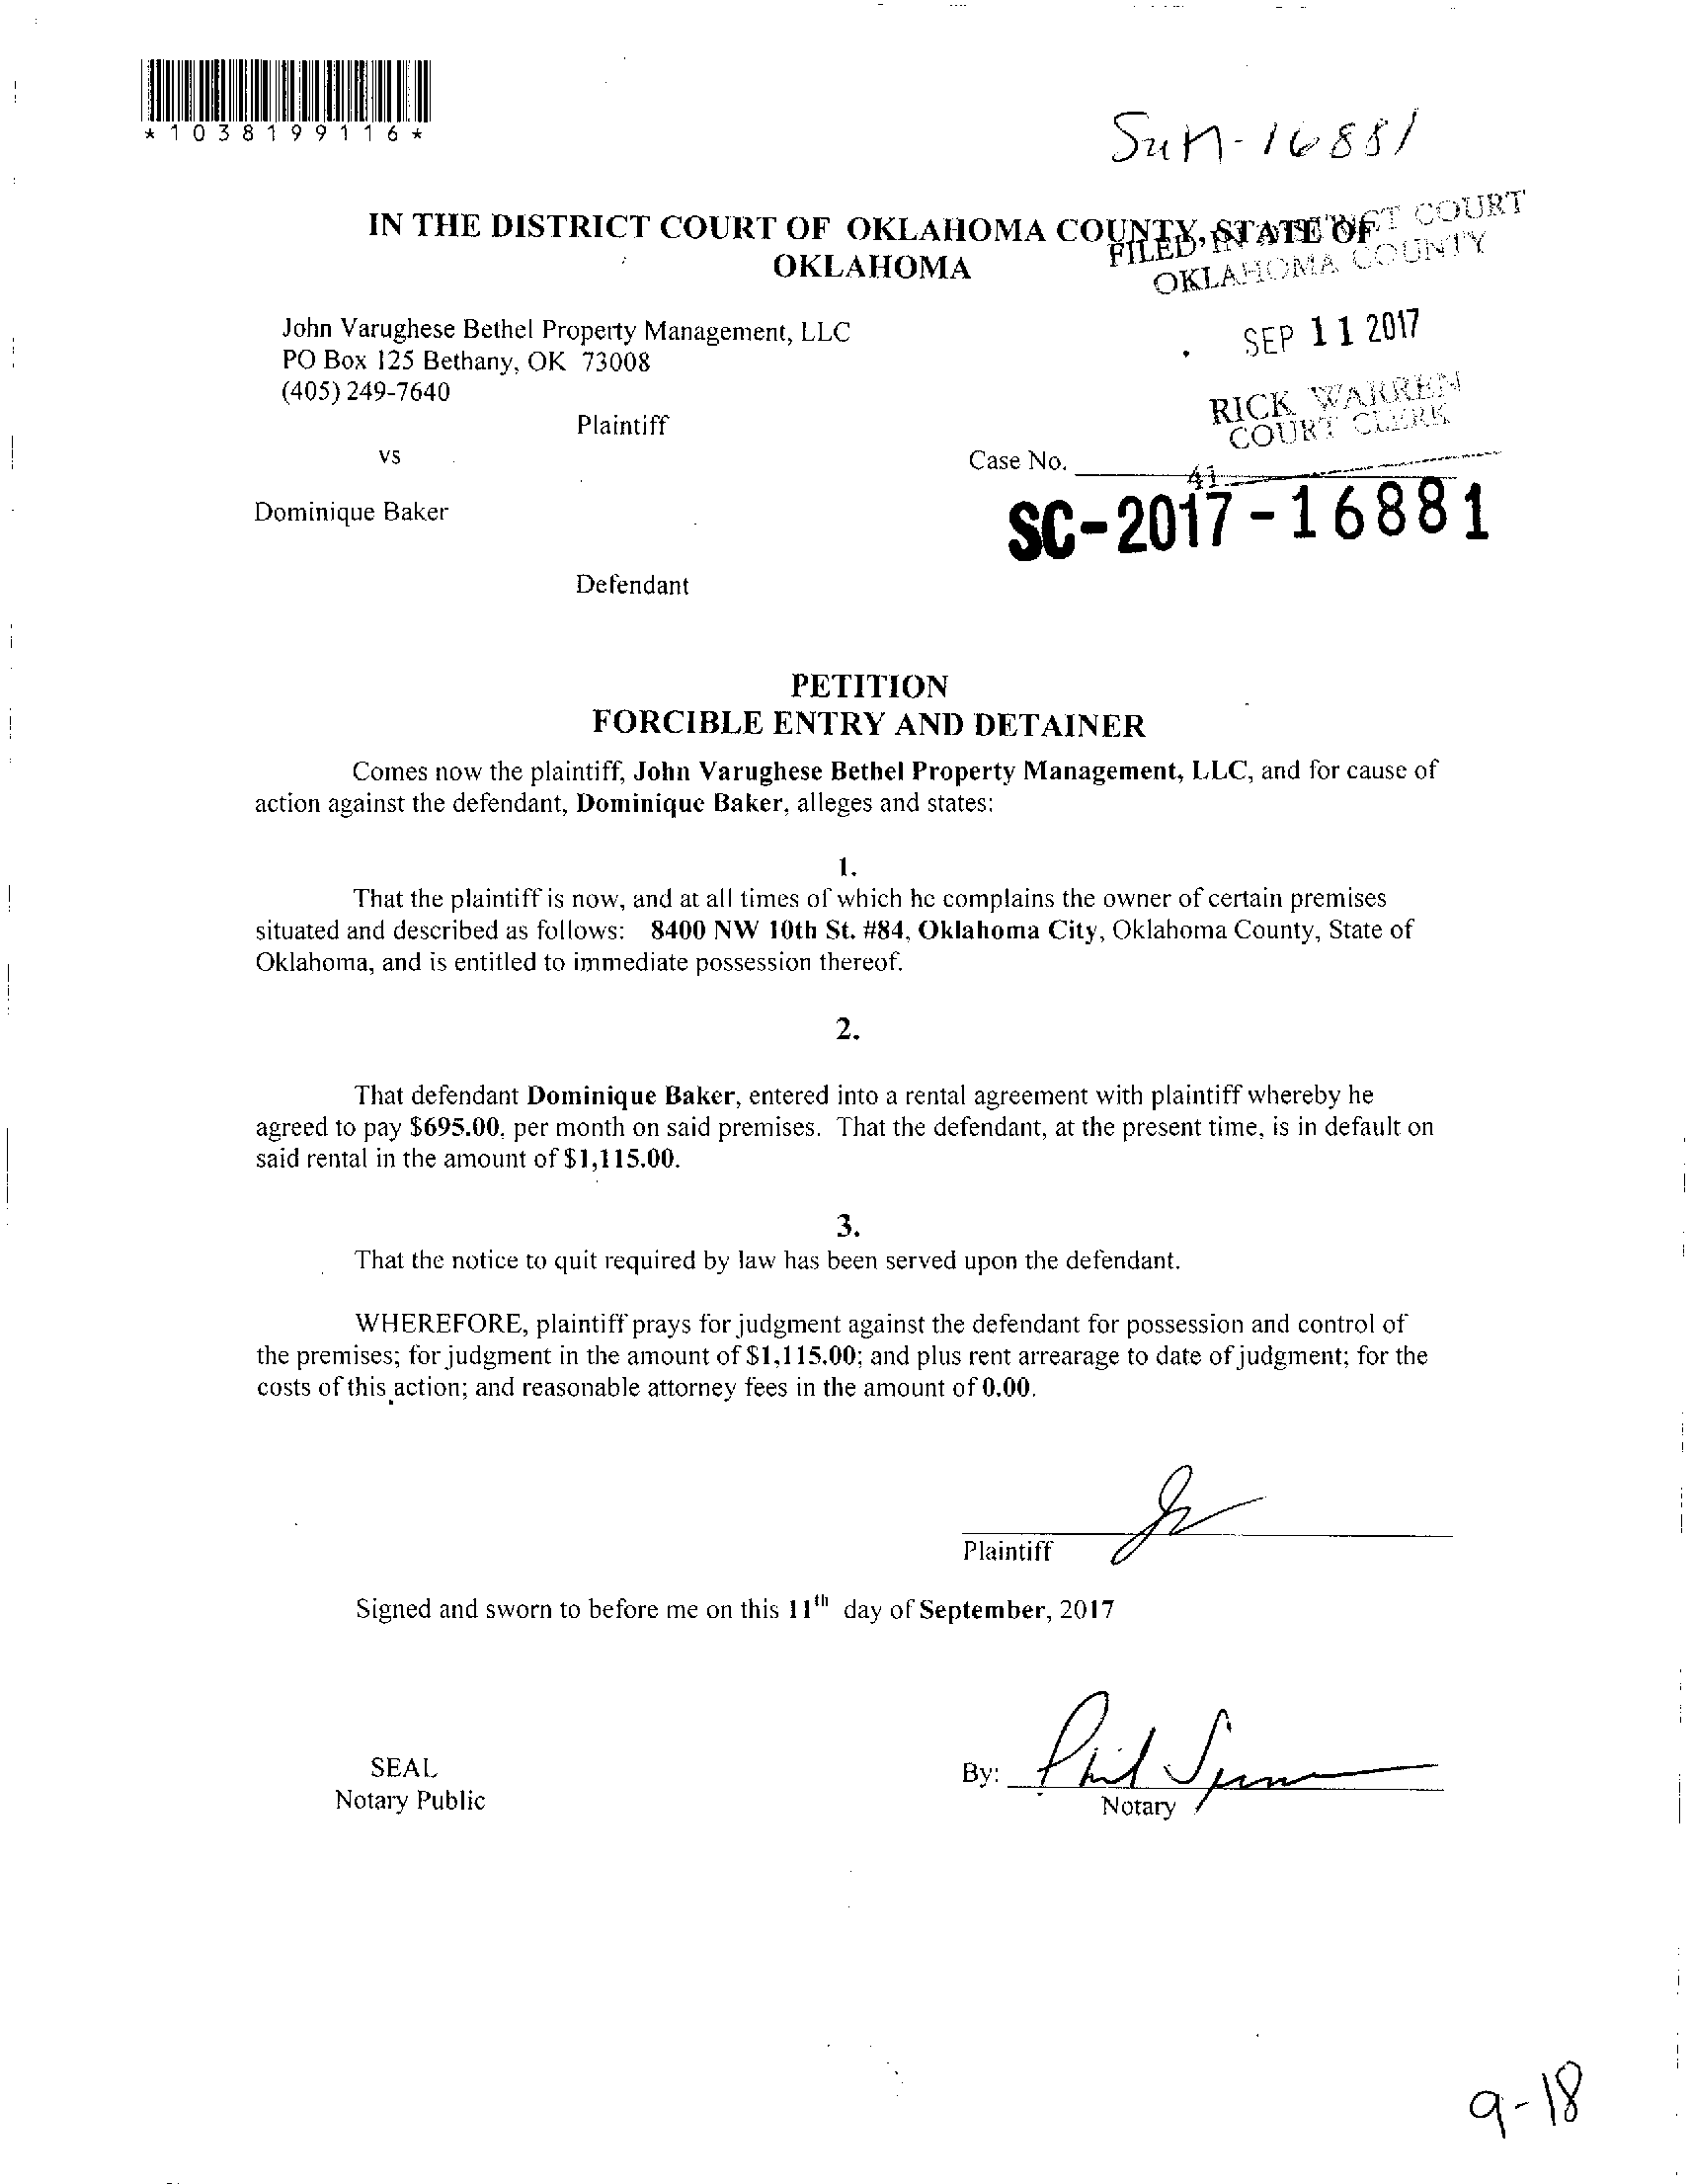 *1038199116*
Sum-16881
IN THE DISTRICT COURT OF OKLAHOMA COUNTY, STATE OF
OKLAHOMA
FILED IN DISTRICT COURT
OKLAHOMA COUNTY
John Varughese Bethel Property Management, LLC
PO Box 125 Bethany, OK 73008
(405) 249-7640
SEP 11 2017
RICK WARREN
COURT CLERK
Plaintiff
vs
Case No.
41
Dominique Baker
SC-2017-16881
Defendant
PETITION
FORCIBLE ENTRY AND DETAINER
Comes now the plaintiff, John Varughese Bethel Property Management, LLC, and for cause of
action against the defendant, Dominique Baker, alleges and states:
1.
That the plaintiff is now, and at all times of which he complains the owner of certain premises
situated and described as follows: 8400 NW 10th St. #84, Oklahoma City, Oklahoma County, State of
Oklahoma, and is entitled to immediate possession thereof.
2.
That defendant Dominique Baker, entered into a rental agreement with plaintiff whereby he
agreed to pay $695.00, per month on said premises. That the defendant, at the present time, is in default on
said rental in the amount of $1,115.00.
3.
That the notice to quit required by law has been served upon the defendant.
WHEREFORE, plaintiff prays for judgment against the defendant for possession and control of
the premises; for judgment in the amount of $1,115.00; and plus rent arrearage to date of judgment; for the
costs of this action; and reasonable attorney fees in the amount of 0.00.
Plaintiff
Signed and sworn to before me on this 11th day of September, 2017
SEAL
Notary Public
By: Phil
Notary
9-18